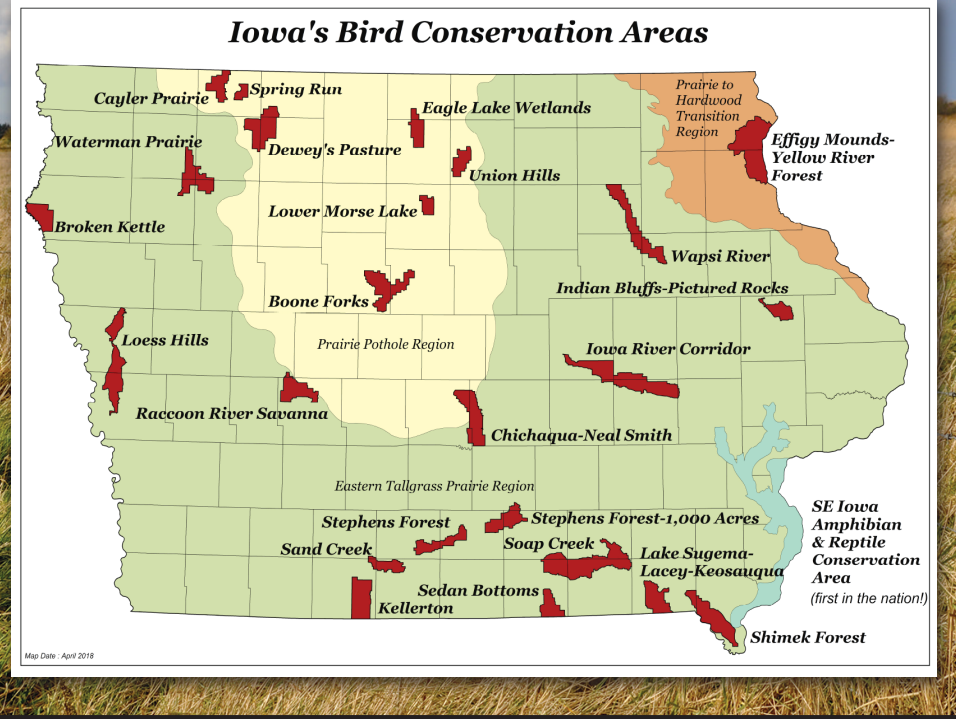 Iowa's Bird Conservation Areas
Prairie to
Hardwood
Transition
Region
Spring Run
Cayler Prairie
Eagle Lake Wetlands
Waterman Prairie
Dewey's Pasture
Effigy Mounds-
Yellow River
Forest
Union Hills
Lower Morse Lake
Broken Kettle
Wapsi River
Indian Bluffs-Pictured Rocks
Boone Forks
Loess Hills
Prairie Pothole Region
Iowa River Corridor
Raccoon River Savanna
Chichaqua-Neal Smith
Eastern Tallgrass Prairie Region
SE Iowa
Amphibian
& Reptile
Conservation
Area
(first in the nation!)
Stephens Forest
Stephens Forest-1,000 Acres
Sand Creek
Soap Creek
Lake Sugema-
Lacey-Keosauqua
Sedan Bottoms
Kellerton
Shimek Forest
Map Date : April 2018